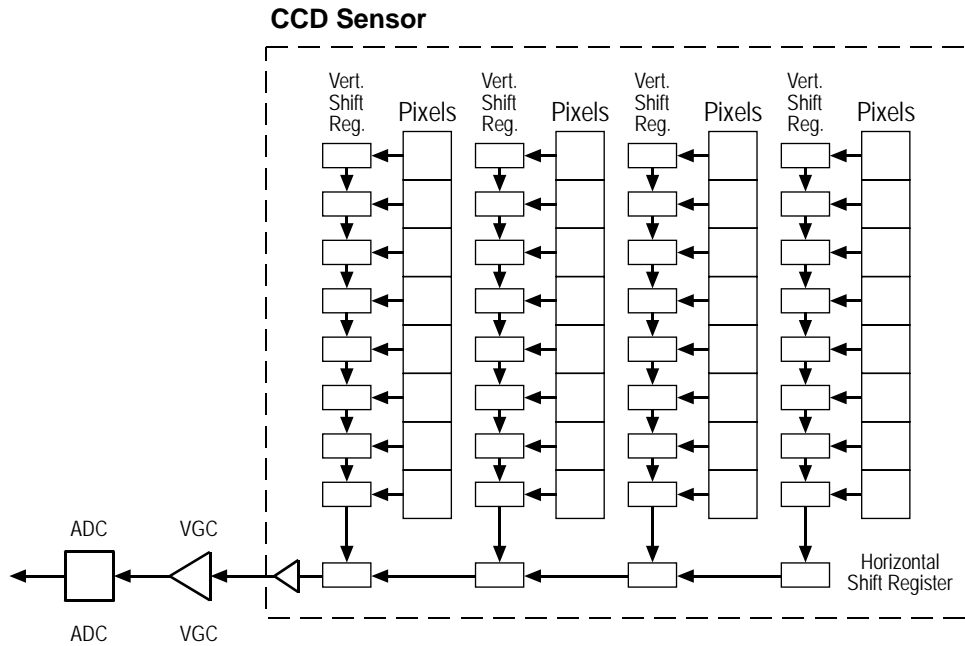 CCD Sensor
Vert.
Shift
Reg.
Pixels
Vert.
Shift
Reg.
Pixels
Vert.
Shift
Reg.
Pixels
Vert.
Shift
Reg.
Pixels
ADC
VGC
Horizontal
Shift Register
ADC
VGC